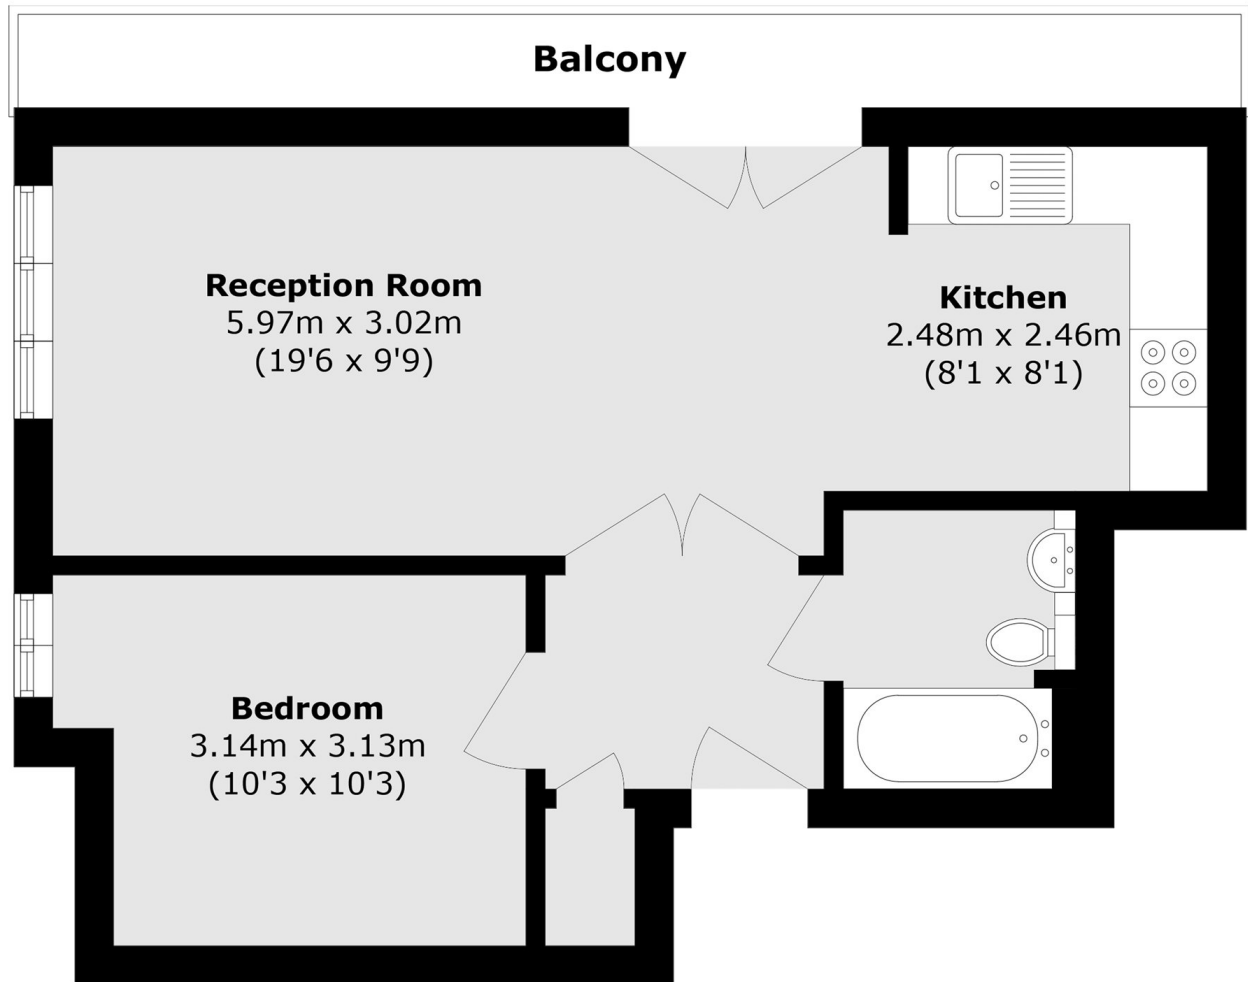 Balcony
Reception Room
5.97m x 3.02m
(19'6 x 9'9)
Kitchen
2.48m x 2.46m
(8'1 x 8'1)
Bedroom
3.14m x 3.13m
(10'3 x 10'3)